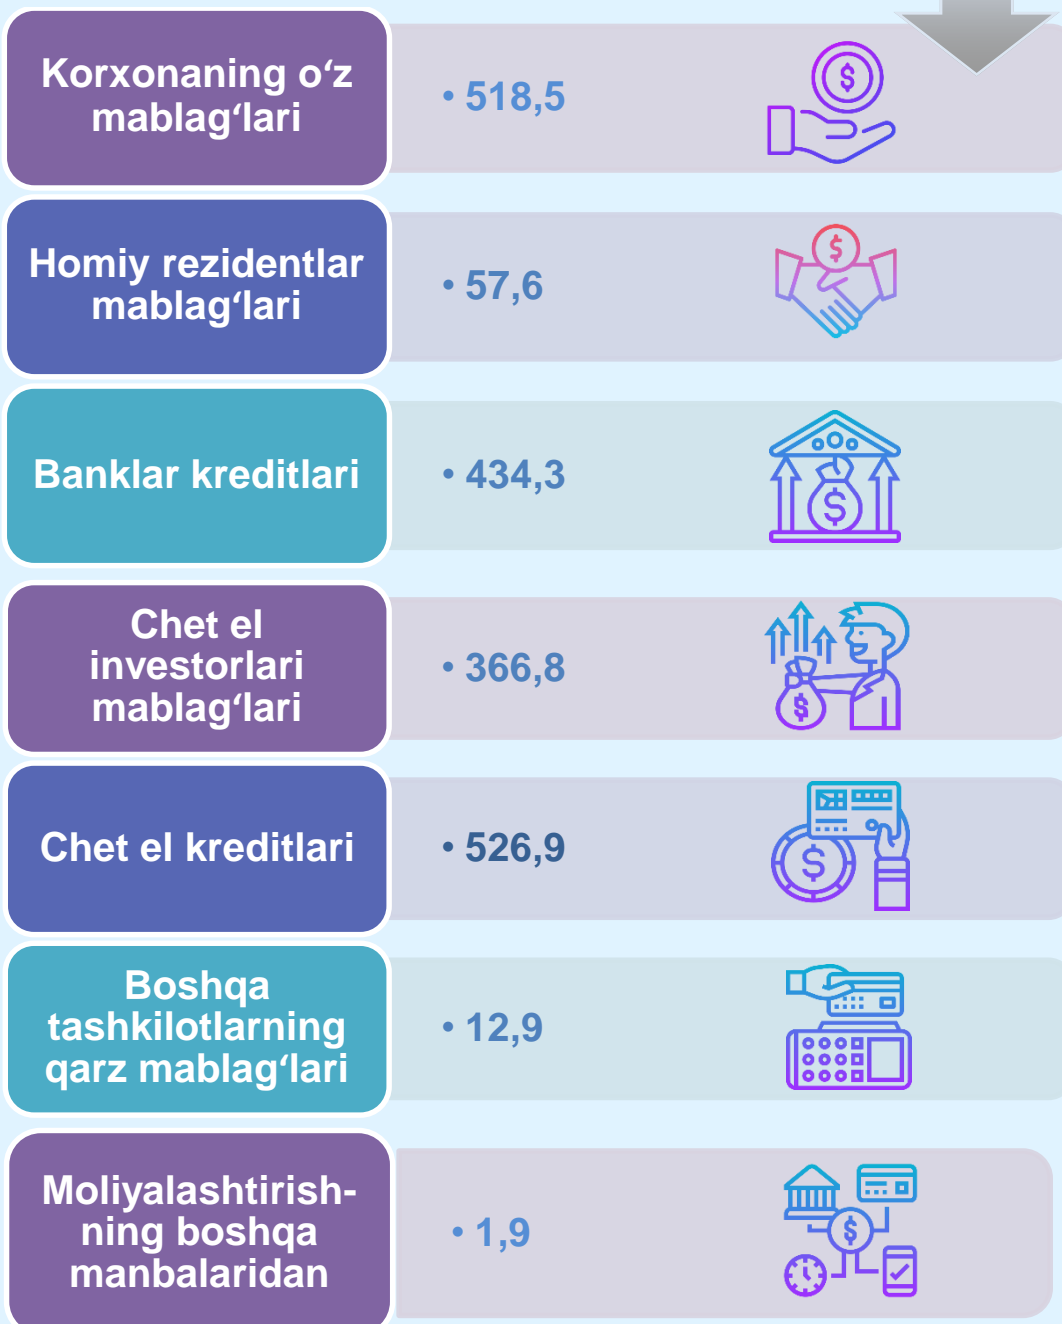 Korxonaning o‘z
mablag‘lari
• 518,5
Homiy rezidentlar
mablag‘lari
• 57,6
Banklar kreditlari
• 434,3
Chet el
investorlari
mablag‘lari
• 366,8
Chet el kreditlari
• 526,9
Boshqa
tashkilotlarning
qarz mablag‘lari
• 12,9
Moliyalashtirish-
ning boshqa
manbalaridan
• 1,9